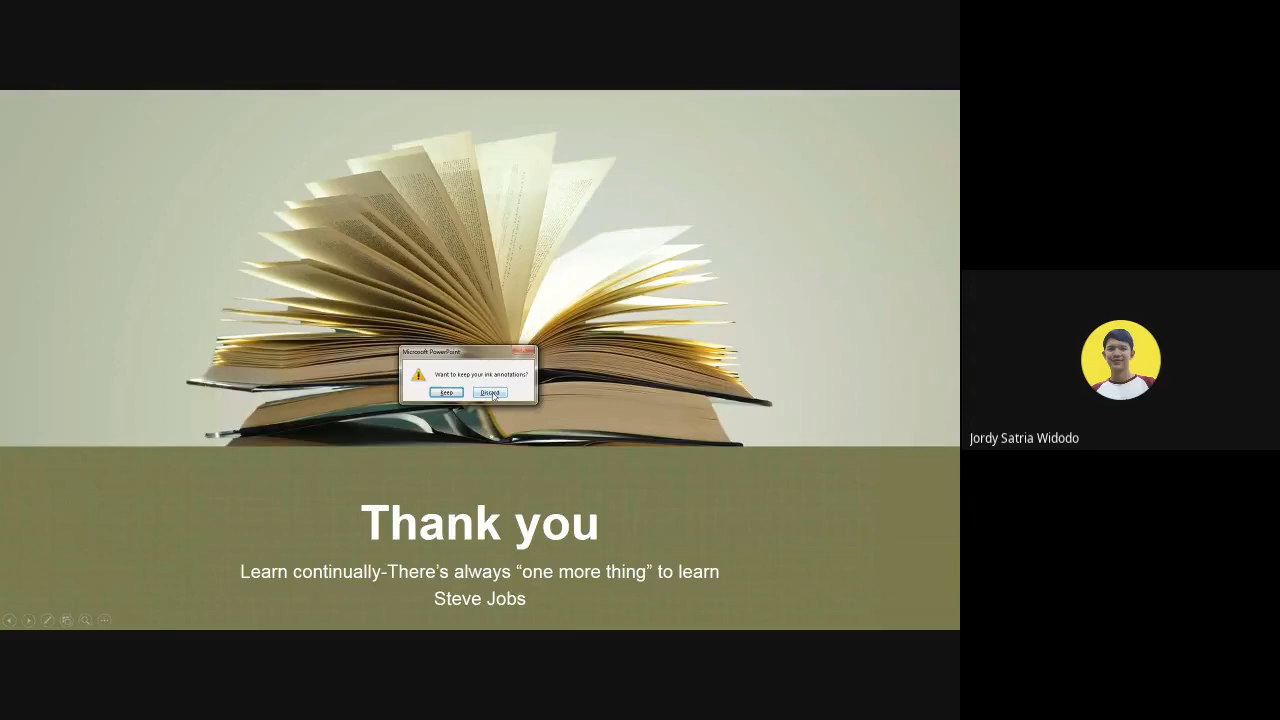 Microsoft PowerPoint
Want to keep your ink annotations?
Keep
Discard
Thank you
Learn continually-There’s always “one more thing” to learn
Steve Jobs
Jordy Satria Widodo